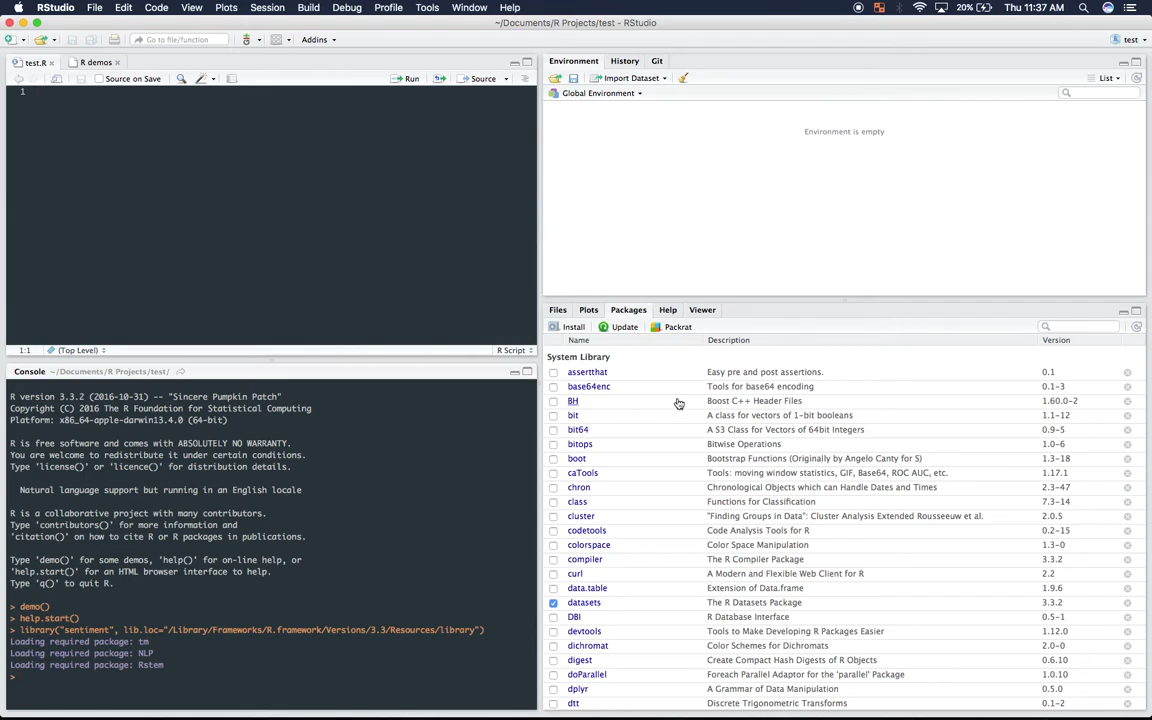 RStudio File Edit Code View Plots Session Build Debug Profile Tools Window Help 20% Thu 11:37 AM
~/Documents/R Projects/test - RStudio
Go to file/function Addins test
test.R R demos
Source on Save Run Source
1
1:1 (Top Level) R Script
Console ~/Documents/R Projects/test/
R version 3.3.2 (2016-10-31) -- "Sincere Pumpkin Patch"
Copyright (C) 2016 The R Foundation for Statistical Computing
Platform: x86_64-apple-darwin13.4.0 (64-bit)
R is free software and comes with ABSOLUTELY NO WARRANTY.
You are welcome to redistribute it under certain conditions.
Type 'license()' or 'licence()' for distribution details.
Natural language support but running in an English locale
R is a collaborative project with many contributors.
Type 'contributors()' for more information and
'citation()' on how to cite R or R packages in publications.
Type 'demo()' for some demos, 'help()' for on-line help, or
'help.start()' for an HTML browser interface to help.
Type 'q()' to quit R.
> demo()
> help.start()
> library("sentiment", lib.loc="/Library/Frameworks/R.framework/Versions/3.3/Resources/library")
Loading required package: tm
Loading required package: NLP
Loading required package: Rstem
>
Environment History Git
Import Dataset List
Global Environment
Environment is empty
Files Plots Packages Help Viewer
Install Update Packrat
Name Description Version
System Library
assertthat Easy pre and post assertions. 0.1
base64enc Tools for base64 encoding 0.1-3
BH Boost C++ Header Files 1.60.0-2
bit A class for vectors of 1-bit booleans 1.1-12
bit64 A S3 Class for Vectors of 64bit Integers 0.9-5
bitops Bitwise Operations 1.0-6
boot Bootstrap Functions (Originally by Angelo Canty for S) 1.3-18
caTools Tools: moving window statistics, GIF, Base64, ROC AUC, etc. 1.17.1
chron Chronological Objects which can Handle Dates and Times 2.3-47
class Functions for Classification 7.3-14
cluster "Finding Groups in Data": Cluster Analysis Extended Rousseeuw et al. 2.0.5
codetools Code Analysis Tools for R 0.2-15
colorspace Color Space Manipulation 1.3-0
compiler The R Compiler Package 3.3.2
curl A Modern and Flexible Web Client for R 2.2
data.table Extension of Data.frame 1.9.6
datasets The R Datasets Package 3.3.2
DBI R Database Interface 0.5-1
devtools Tools to Make Developing R Packages Easier 1.12.0
dichromat Color Schemes for Dichromats 2.0-0
digest Create Compact Hash Digests of R Objects 0.6.10
doParallel Foreach Parallel Adaptor for the 'parallel' Package 1.0.10
dplyr A Grammar of Data Manipulation 0.5.0
dtt Discrete Trigonometric Transforms 0.1-2